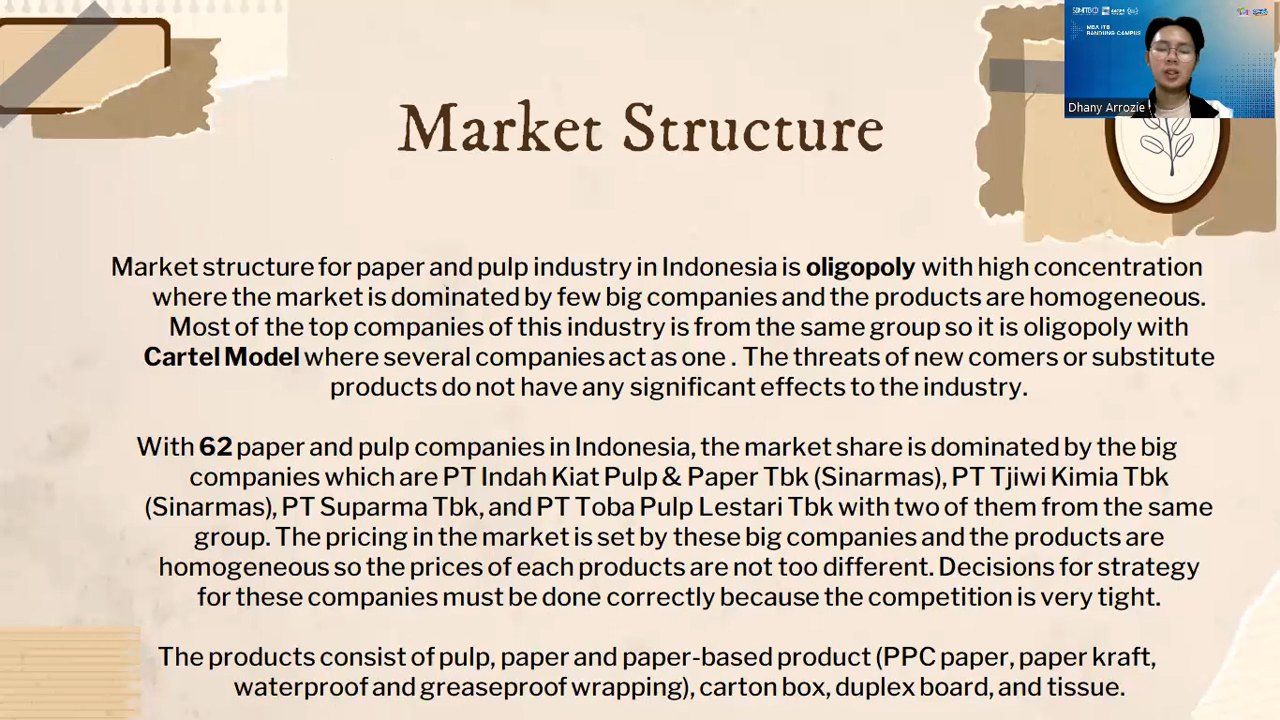 MBA ITB
BANDUNG CAMPUS
Dhany Arrozie
Market Structure
Market structure for paper and pulp industry in Indonesia is oligopoly with high concentration
where the market is dominated by few big companies and the products are homogeneous.
Most of the top companies of this industry is from the same group so it is oligopoly with
Cartel Model where several companies act as one . The threats of new comers or substitute
products do not have any significant effects to the industry.
With 62 paper and pulp companies in Indonesia, the market share is dominated by the big
companies which are PT Indah Kiat Pulp & Paper Tbk (Sinarmas), PT Tjiwi Kimia Tbk
(Sinarmas), PT Suparma Tbk, and PT Toba Pulp Lestari Tbk with two of them from the same
group. The pricing in the market is set by these big companies and the products are
homogeneous so the prices of each products are not too different. Decisions for strategy
for these companies must be done correctly because the competition is very tight.
The products consist of pulp, paper and paper-based product (PPC paper, paper kraft,
waterproof and greaseproof wrapping), carton box, duplex board, and tissue.